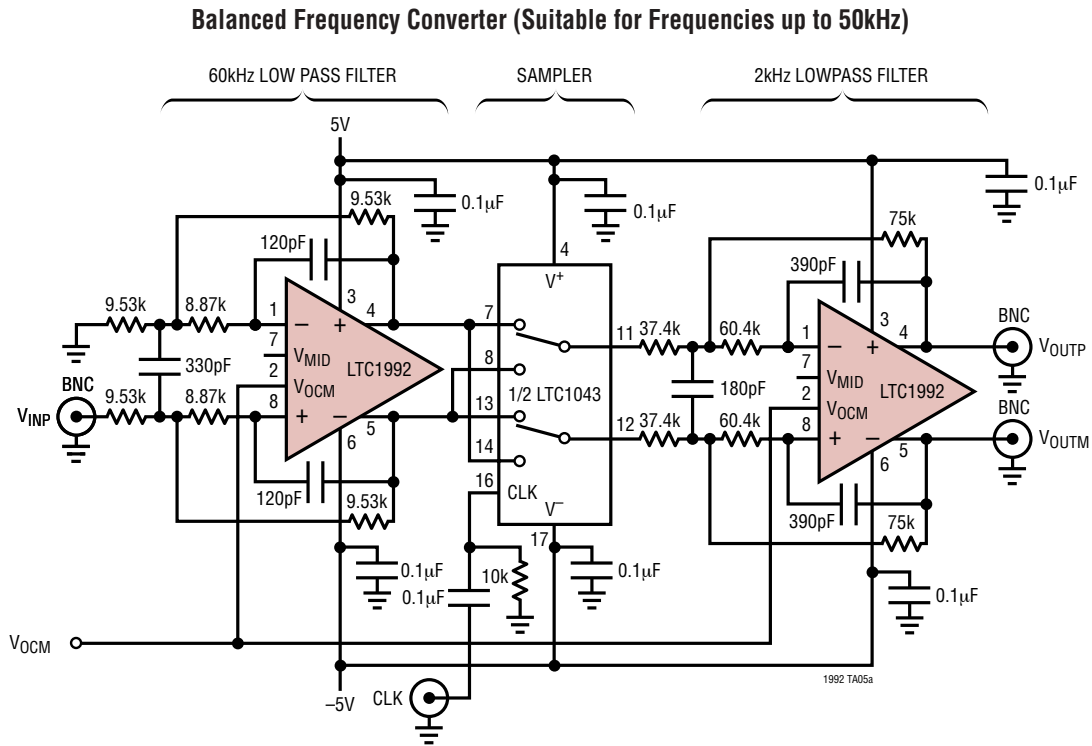 Balanced Frequency Converter (Suitable for Frequencies up to 50kHz)
60kHz LOW PASS FILTER
SAMPLER
2kHz LOWPASS FILTER
5V
0.1µF
0.1µF
0.1µF
9.53k
75k
120pF
4
390pF
V+
9.53k
8.87k
1
3
4
7
11
37.4k
60.4k
1
3
4
BNC
VOUTP
7
VMID
LTC1992
330pF
8
1/2 LTC1043
180pF
7
VMID
LTC1992
2
VOCM
2
VOCM
BNC
VINP
9.53k
8.87k
8
5
6
13
12
37.4k
60.4k
8
5
6
BNC
VOUTM
14
120pF
9.53k
16
CLK
V–
17
390pF
75k
0.1µF
0.1µF
10k
0.1µF
0.1µF
VOCM
–5V
CLK
1992 TA05a